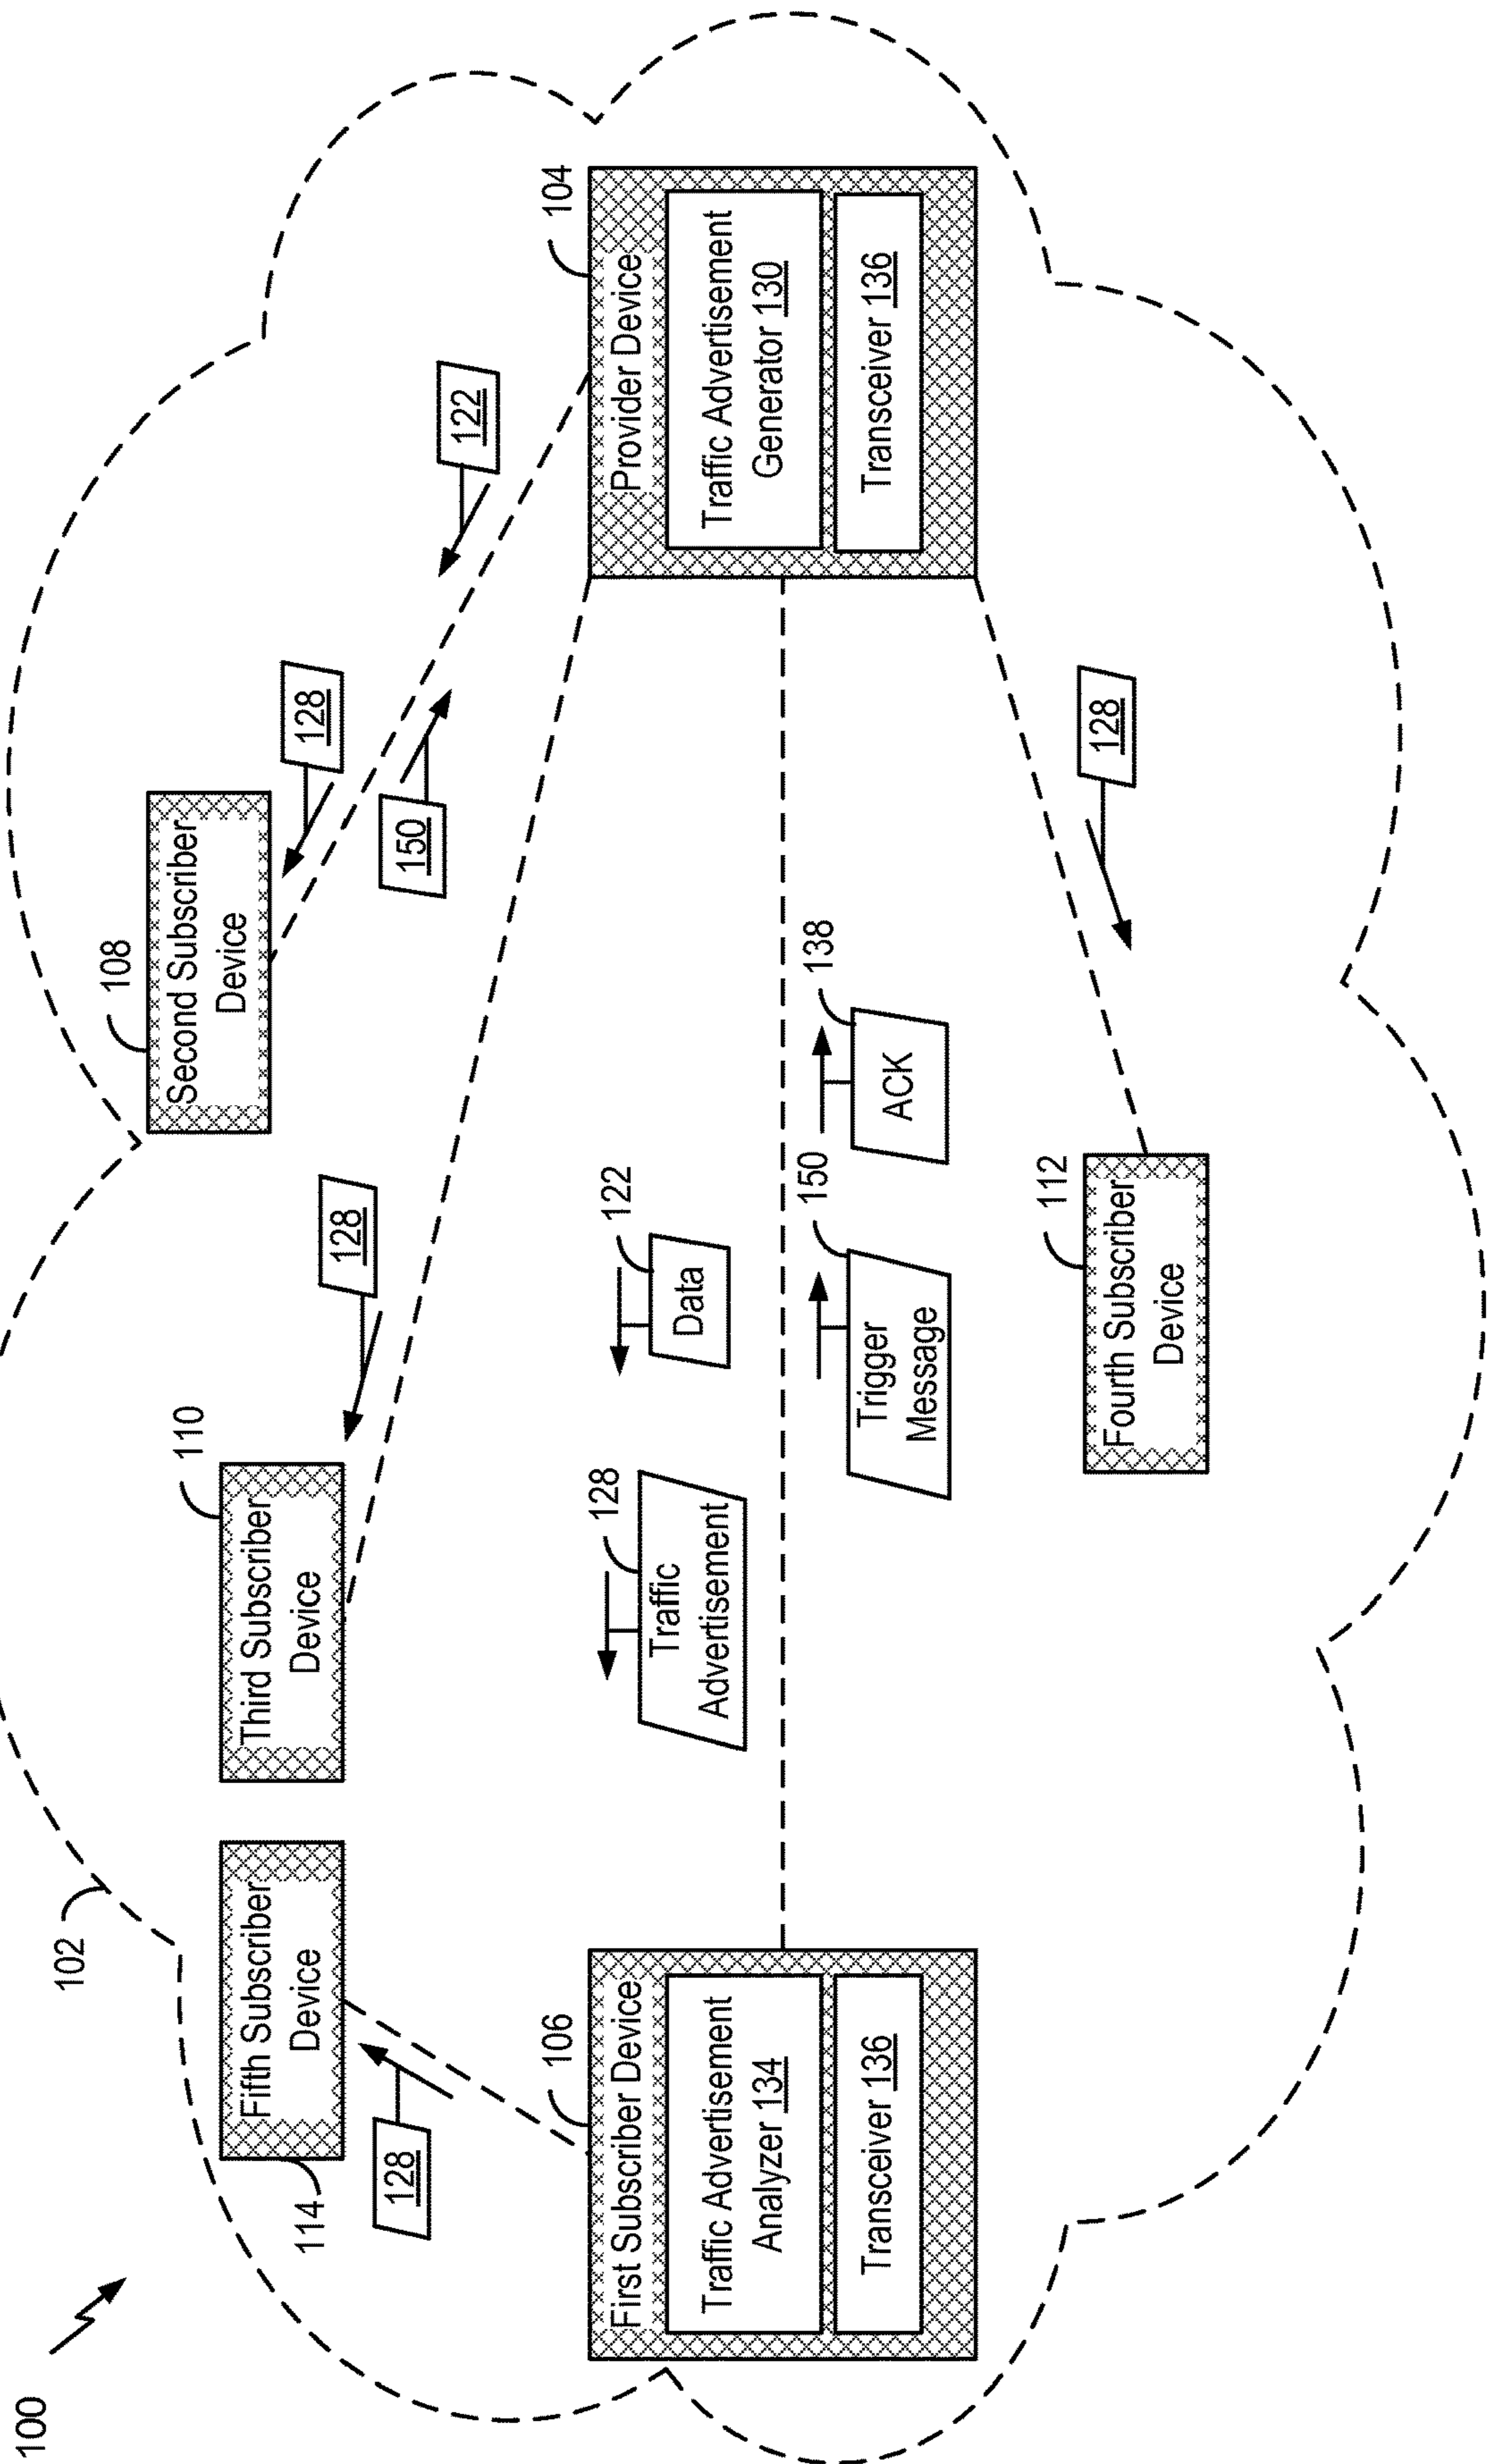 100
102
114
Fifth Subscriber
Device
128
110
Third Subscriber
Device
128
108
Second Subscriber
Device
128
150
122
106
First Subscriber Device
Traffic Advertisement
Analyzer 134
Transceiver 136
128
Traffic
Advertisement
122
Data
150
Trigger
Message
138
ACK
104
Provider Device
Traffic Advertisement
Generator 130
Transceiver 136
112
Fourth Subscriber
Device
128